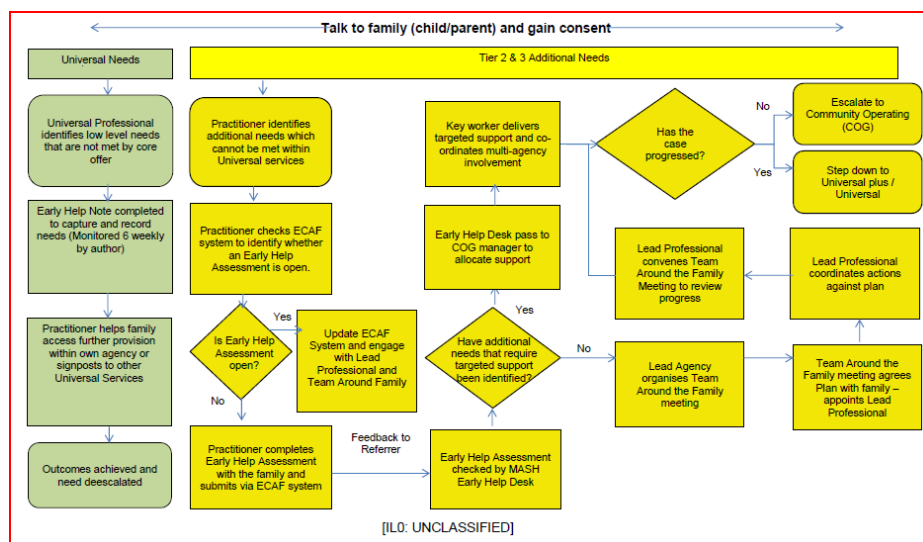 Talk to family (child/parent) and gain consent
Universal Needs
Tier 2 & 3 Additional Needs
Universal Professional
identifies low level needs
that are not met by core
offer
Early Help Note completed
to capture and record
needs (Monitored 6 weekly
by author)
Practitioner helps family
access further provision
within own agency or
signposts to other
Universal Services
Outcomes achieved and
need deescalated
Practitioner identifies
additional needs which
cannot be met within
Universal services
Practitioner checks ECAF
system to identify whether
an Early Help
Assessment is open.
Is Early Help
Assessment
open?
Yes
Update ECAF
System and engage
with Lead
Professional and
Team Around Family
No
Practitioner completes
Early Help Assessment
with the family and
submits via ECAF system
Feedback to
Referrer
Early Help Assessment
checked by MASH
Early Help Desk
Have additional
needs that require
targeted support
been identified?
Yes
Early Help Desk pass to
COG manager to
allocate support
Key worker delivers
targeted support and co-
ordinates multi-agency
involvement
No
Lead Agency
organises Team
Around the Family
meeting
Team Around the
Family meeting agrees
Plan with family –
appoints Lead
Professional
Lead Professional
coordinates actions
against plan
Lead Professional
convenes Team
Around the Family
Meeting to review
progress
Has the
case
progressed?
No
Escalate to
Community Operating
(COG)
Yes
Step down to
Universal plus /
Universal
[IL0: UNCLASSIFIED]